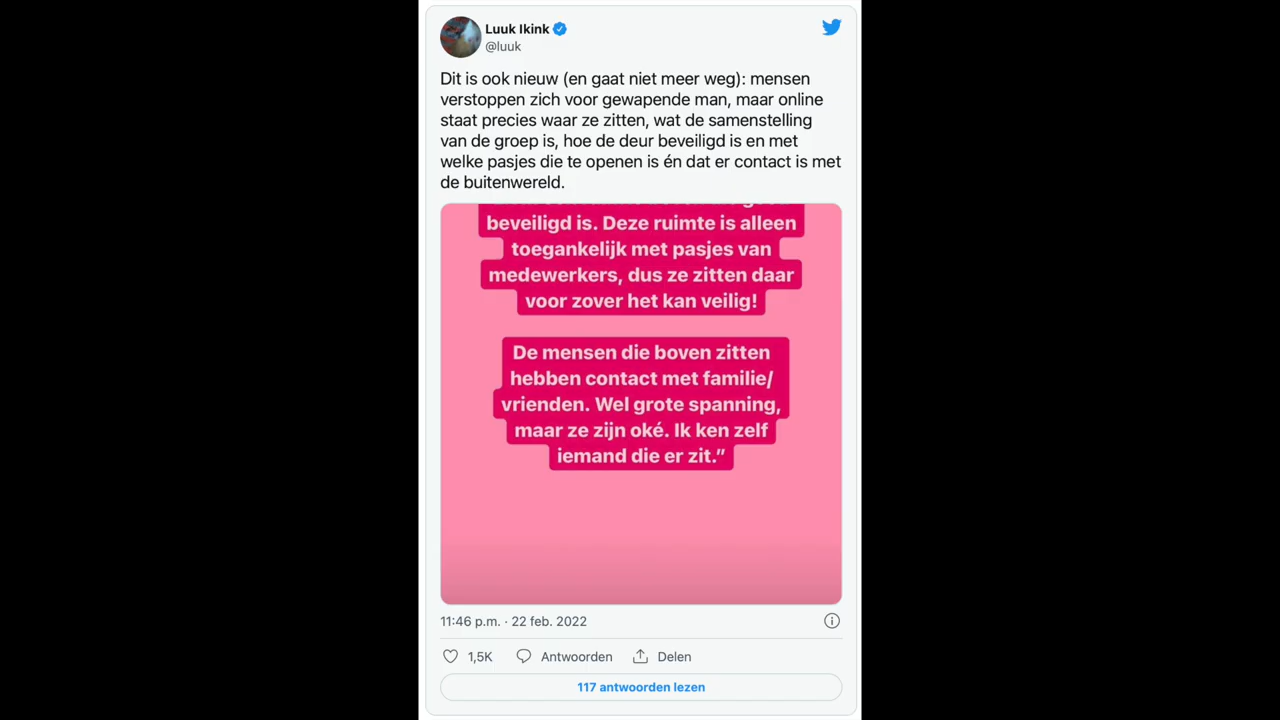 Luuk Ikink
@luuk
Dit is ook nieuw (en gaat niet meer weg): mensen
verstoppen zich voor gewapende man, maar online
staat precies waar ze zitten, wat de samenstelling
van de groep is, hoe de deur beveiligd is en met
welke pasjes die te openen is én dat er contact is met
de buitenwereld.
beveiligd is. Deze ruimte is alleen
toegankelijk met pasjes van
medewerkers, dus ze zitten daar
voor zover het kan veilig!
De mensen die boven zitten
hebben contact met familie/
vrienden. Wel grote spanning,
maar ze zijn oké. Ik ken zelf
iemand die er zit.”
11:46 p.m. · 22 feb. 2022
1,5K Antwoorden Delen
117 antwoorden lezen